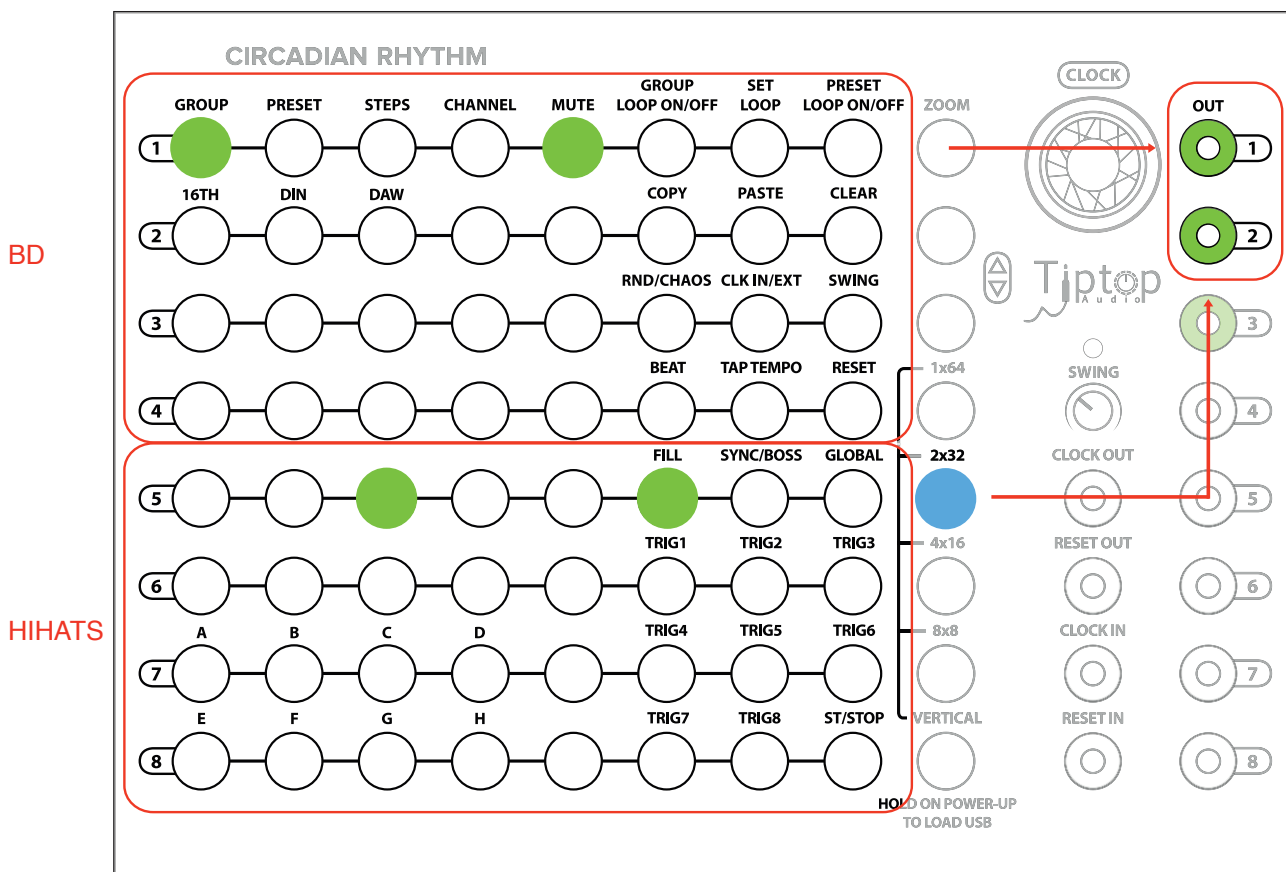 CIRCADIAN RHYTHM
CLOCK
GROUP PRESET STEPS CHANNEL MUTE GROUP LOOP ON/OFF SET LOOP PRESET LOOP ON/OFF ZOOM OUT
1 1
16TH DIN DAW COPY PASTE CLEAR
BD 2 2
RND/CHAOS CLK IN/EXT SWING Tiptop Audio
3 3
BEAT TAP TEMPO RESET 1x64 SWING
4 4
FILL SYNC/BOSS GLOBAL 2x32 CLOCK OUT
5 5
TRIG1 TRIG2 TRIG3 4x16 RESET OUT
6 6
HIHATS A B C D TRIG4 TRIG5 TRIG6 8x8 CLOCK IN
7 7
E F G H TRIG7 TRIG8 ST/STOP VERTICAL RESET IN
8 8
HOLD ON POWER-UP
TO LOAD USB